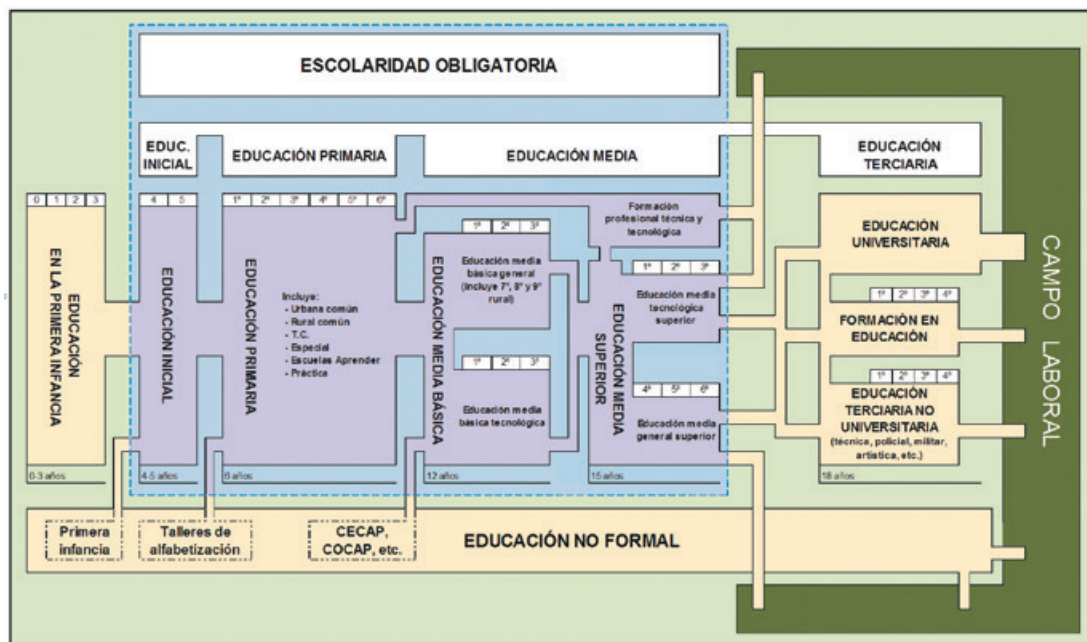 ESCOLARIDAD OBLIGATORIA
EDUC.
INICIAL
EDUCACIÓN PRIMARIA
EDUCACIÓN MEDIA
EDUCACIÓN
TERCIARIA
0 1 2 3
EDUCACIÓN
EN LA PRIMERA INFANCIA
0-3 años
4 5
EDUCACIÓN INICIAL
4-5 años
1º 2º 3º 4º 5º 6º
EDUCACIÓN PRIMARIA
Incluye:
- Urbana común
- Rural común
- T.C.
- Especial
- Escuelas Aprender
- Práctica
6 años
EDUCACIÓN MEDIA BÁSICA
1º 2º 3º
Educación media
básica general
(Incluye 7º, 8º y 9º
rural)
1º 2º 3º
Educación media
básica tecnológica
12 años
EDUCACIÓN MEDIA
SUPERIOR
Formación
profesional técnica y
tecnológica
1º 2º 3º
Educación media
tecnológica
superior
4º 5º 6º
Educación media
general superior
15 años
EDUCACIÓN
UNIVERSITARIA
1º 2º 3º 4º
FORMACIÓN EN
EDUCACIÓN
1º 2º 3º 4º
EDUCACIÓN
TERCIARIA NO
UNIVERSITARIA
(técnica, policial, militar,
artística, etc.)
18 años
CAMPO LABORAL
Primera
infancia
Talleres de
alfabetización
CECAP,
COCAP, etc.
EDUCACIÓN NO FORMAL